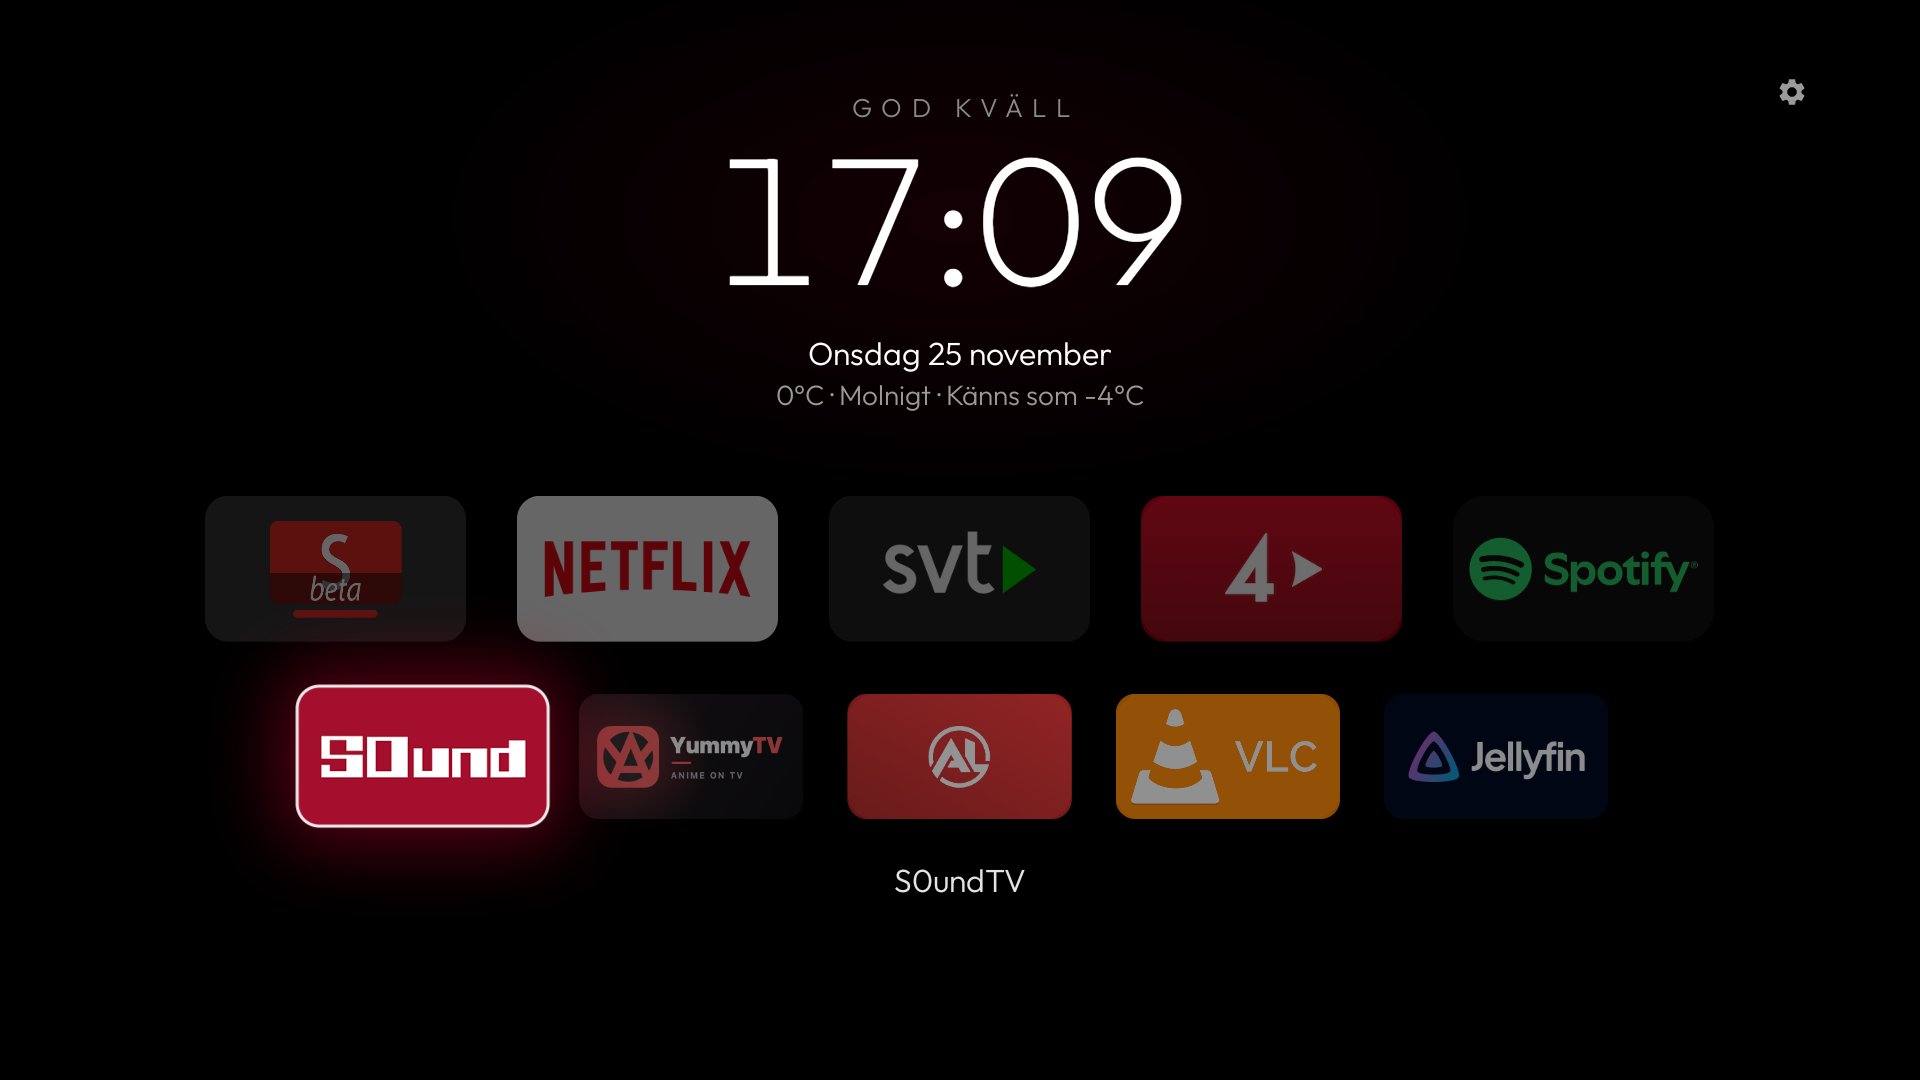 GOD KVÄLL
17:09
Onsdag 25 november
0°C · Molnigt · Känns som -4°C
S
beta
NETFLIX
svt
4
Spotify®
S0und
YummyTV
ANIME ON TV
AL
VLC
Jellyfin
S0undTV